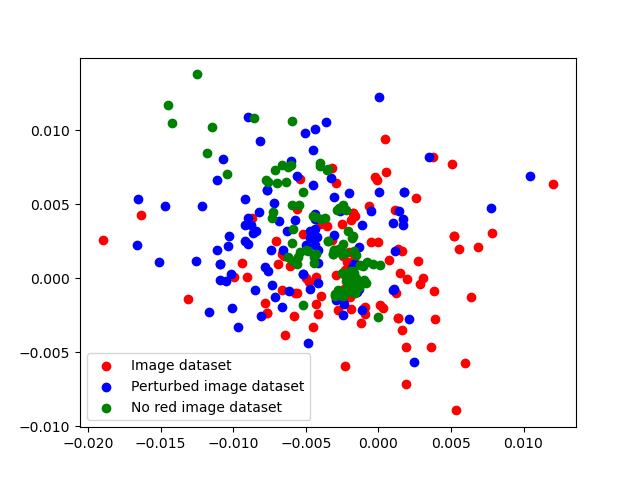 0.010
0.005
0.000
−0.005
−0.010
Image dataset
Perturbed image dataset
No red image dataset
−0.020 −0.015 −0.010 −0.005 0.000 0.005 0.010